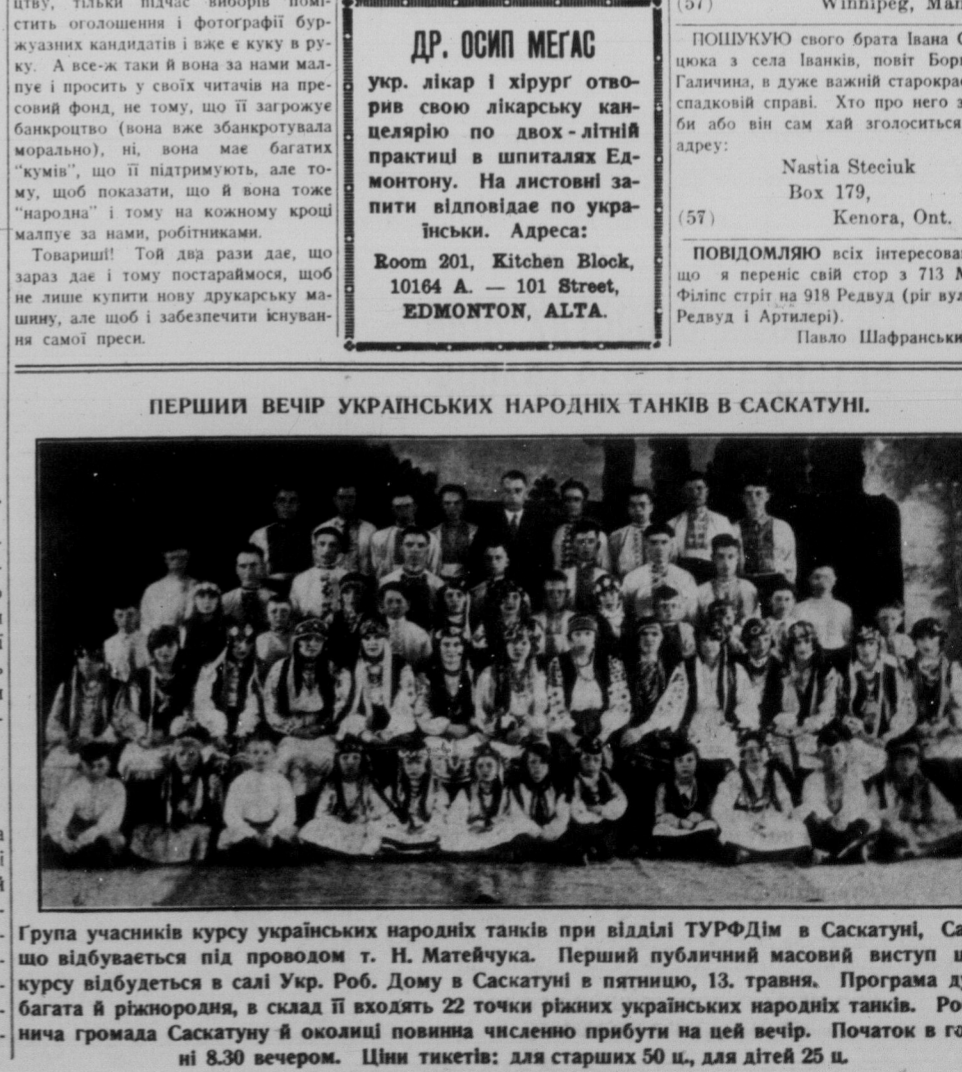 цтву, тільки підчас виборів помі-
стить оголошення і фотоґрафії бур-
жуазних кандидатів і вже є куку в ру-
ку. А все-ж таки й вона за нами мал-
пує і просить у своїх читачів на пре-
совий фонд, не тому, що її загрожує
банкроцтво (вона вже збанкротувала
морально), ні, вона має багатих
"кумів", що її підтримують, але то-
му, щоб показати, що й вона тоже
"народна" і тому на кожному кроці
малпує за нами, робітниками.
Товариші! Той два рази дає, що
зараз дає і тому постараймося, щоб
не лише купити нову друкарську ма-
шину, але щоб і забезпечити існуван-
ня самої преси.
ДР. ОСИП МЕҐАС
укр. лікар і хірурґ отво-
рив свою лікарську кан-
целярію по двох-літній
практиці в шпиталях Ед-
монтону. На листовні за-
пити відповідає по укра-
їнськи. Адреса:
Room 201, Kitchen Block,
10164 A. — 101 Street,
EDMONTON, ALTA.
(57) Winnipeg, Man
ПОШУКУЮ свого брата Івана
цюка з села Іванків, повіт Бор
Галичина, в дуже важній старокрає
спадковій справі. Хто про него з
би або він сам хай зголоситься
адреу:
Nastia Steciuk
Box 179,
(57) Kenora, Ont.
ПОВІДОМЛЯЮ всіх інтересова
що я переніс свій стор з 713 М
Філіпс стріт на 918 Редвуд (ріг вул
Редвуд і Артилері).
Павло Шафранськи
ПЕРШИЙ ВЕЧІР УКРАЇНСЬКИХ НАРОДНІХ ТАНКІВ В САСКАТУНІ.
Група учасників курсу українських народніх танків при відділі ТУРФДім в Саскатуні, Са
що відбувається під проводом т. Н. Матейчука. Перший публичний масовий виступ ц
курсу відбудеться в салі Укр. Роб. Дому в Саскатуні в пятницю, 13. травня. Програма д
багата й ріжнородня, в склад її входять 22 точки ріжних українських народніх танків. Ро
нича громада Саскатуну й околиці повинна численно прибути на цей вечір. Початок в го
ні 8.30 вечером. Ціни тикетів: для старших 50 ц., для дітей 25 ц.